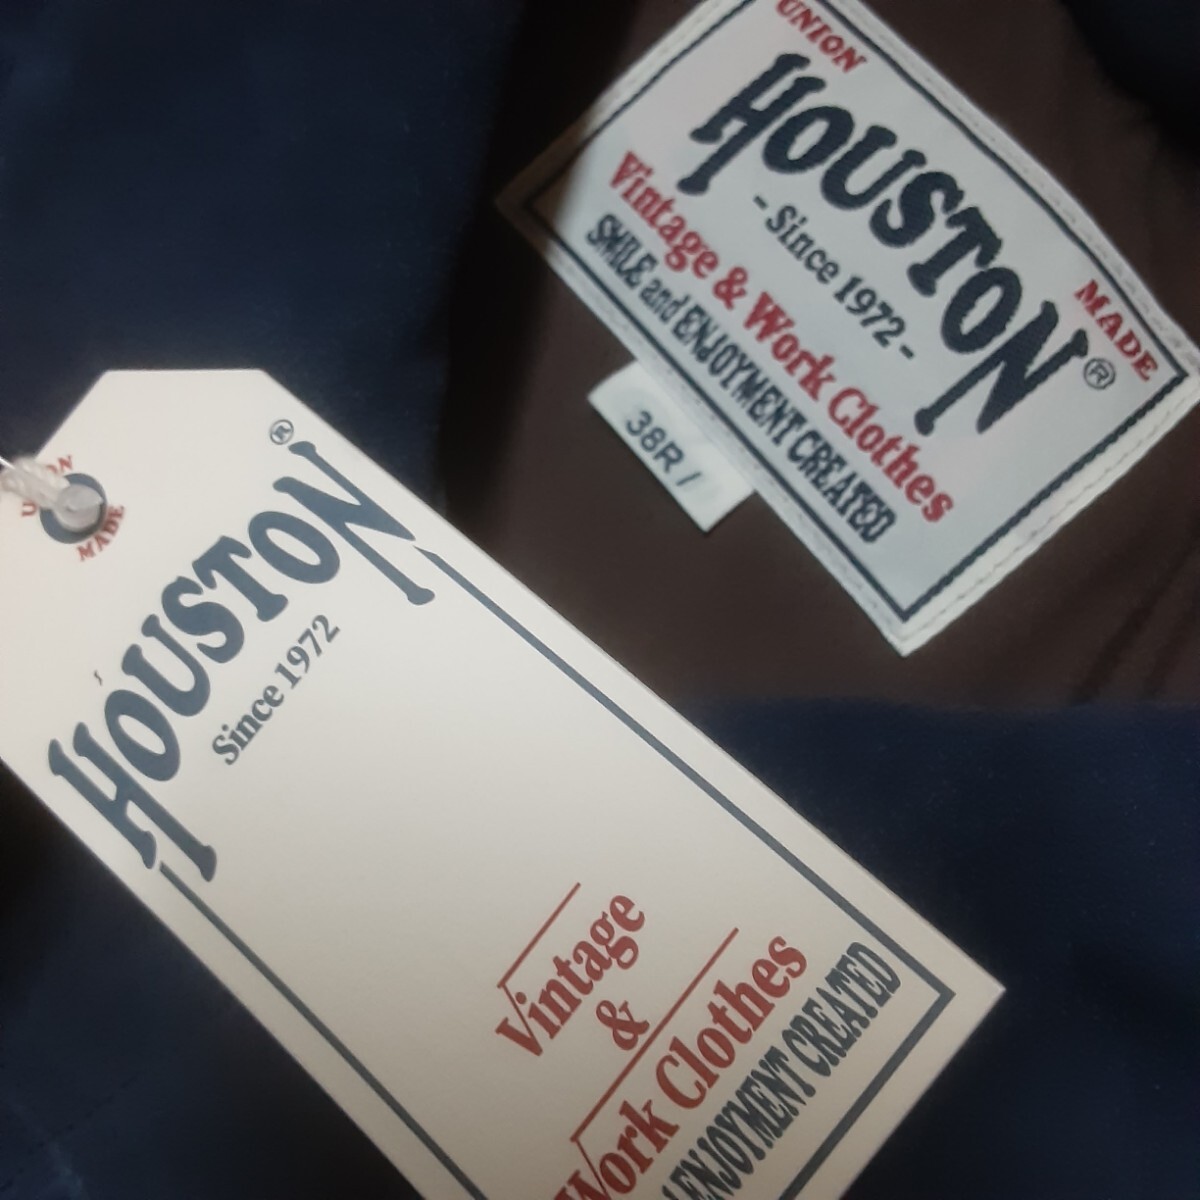 UNION
HOUSTON
MADE
®
- Since 1972 -
Vintage & Work Clothes
SMILE and ENJOYMENT CREATED
38R /
MADE
HOUSTON®
Since 1972
Vintage
&
Work Clothes
ENJOYMENT CREATED